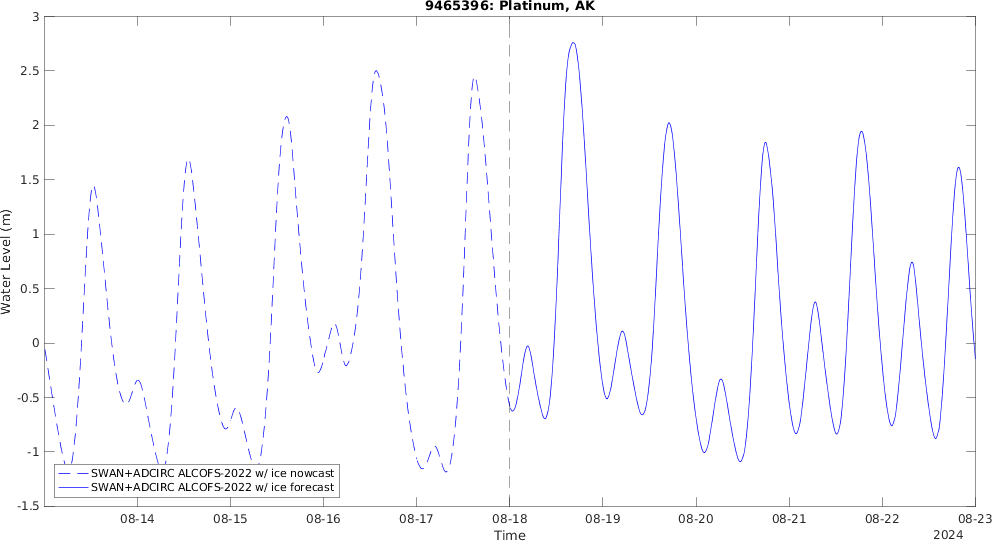 9465396: Platinum, AK
Water Level (m)
3
2.5
2
1.5
1
0.5
0
-0.5
-1
-1.5
SWAN+ADCIRC ALCOFS-2022 w/ ice nowcast
SWAN+ADCIRC ALCOFS-2022 w/ ice forecast
08-14 08-15 08-16 08-17 08-18 08-19 08-20 08-21 08-22 08-23
Time
2024